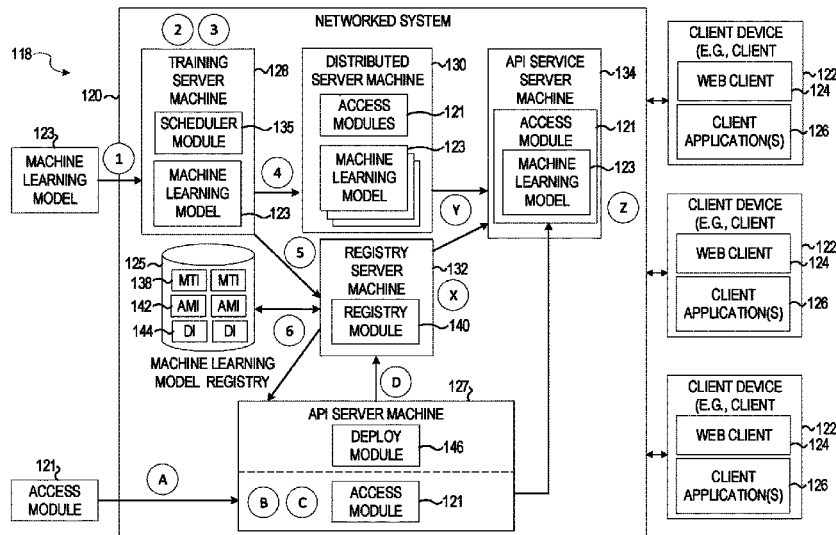 118
NETWORKED SYSTEM
120
2
3
TRAINING
SERVER
MACHINE
128
SCHEDULER
MODULE
135
MACHINE
LEARNING
MODEL
123
123
MACHINE
LEARNING
MODEL
1
4
DISTRIBUTED
SERVER MACHINE
130
ACCESS
MODULES
121
MACHINE
LEARNING
MODEL
123
Y
API SERVICE
SERVER MACHINE
134
ACCESS
MODULE
121
MACHINE
LEARNING
MODEL
123
Z
125
138
MTI
MTI
142
AMI
AMI
144
DI
DI
MACHINE LEARNING
MODEL REGISTRY
5
6
REGISTRY
SERVER
MACHINE
132
X
REGISTRY
MODULE
140
D
127
API SERVER MACHINE
DEPLOY
MODULE
146
B
C
ACCESS
MODULE
121
121
ACCESS
MODULE
A
CLIENT DEVICE
(E.G., CLIENT
WEB CLIENT
122
124
CLIENT
APPLICATION(S)
126
CLIENT DEVICE
(E.G., CLIENT
WEB CLIENT
122
124
CLIENT
APPLICATION(S)
126
CLIENT DEVICE
(E.G., CLIENT
WEB CLIENT
122
124
CLIENT
APPLICATION(S)
126